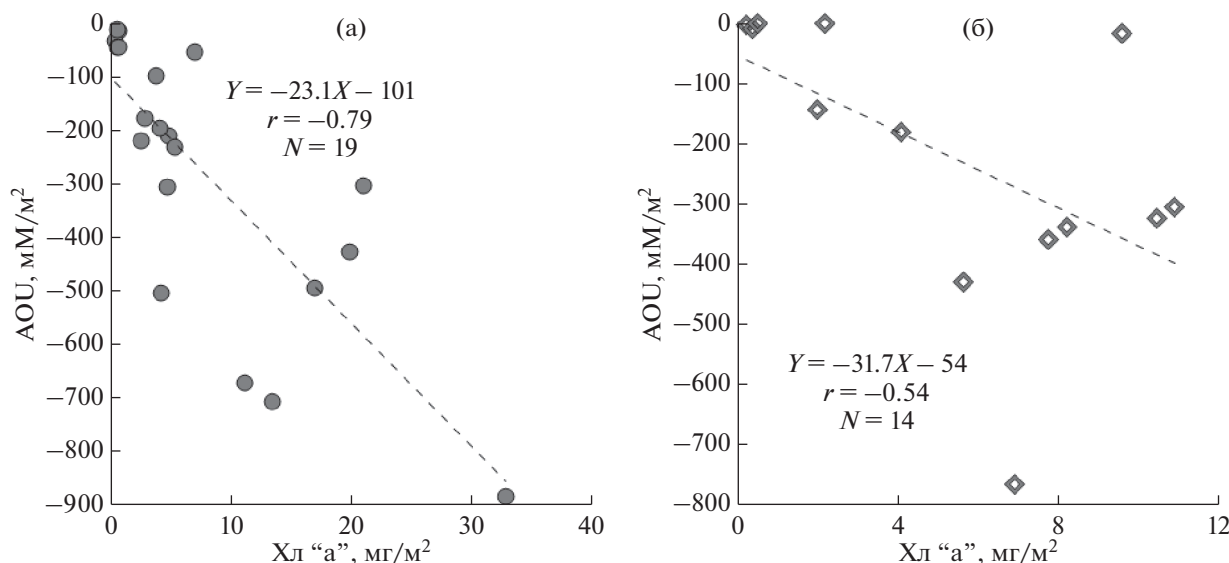 (а)
0
−100
−200
−300
−400
−500
−600
−700
−800
−900
AOU, мМ/м²
Y = −23.1X − 101
r = −0.79
N = 19
0 10 20 30 40
Хл “а”, мг/м²
(б)
0
−100
−200
−300
−400
−500
−600
−700
−800
AOU, мМ/м²
Y = −31.7X − 54
r = −0.54
N = 14
0 4 8 12
Хл “а”, мг/м²